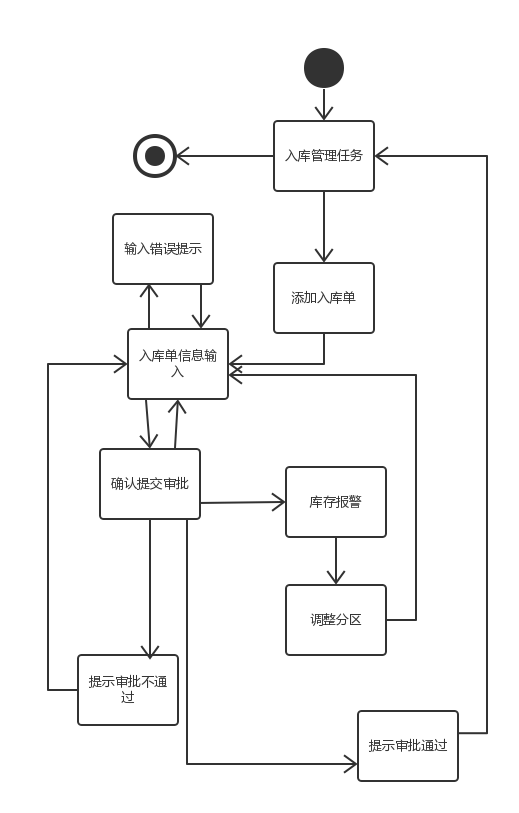 入库管理任务
输入错误提示
添加入库单
入库单信息输
入
确认提交审批
库存报警
调整分区
提示审批不通
过
提示审批通过